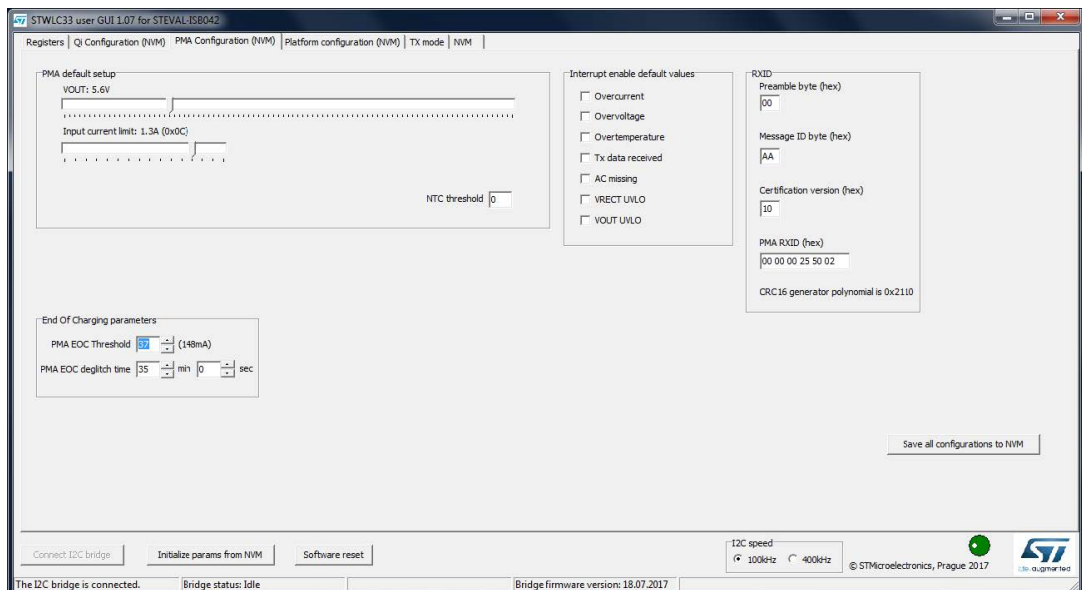 STWLC33 user GUI 1.07 for STEVAL-ISB042
Registers
Qi Configuration (NVM)
PMA Configuration (NVM)
Platform configuration (NVM)
TX mode
NVM
PMA default setup
VOUT: 5.6V
Input current limit: 1.3A (0x0C)
NTC threshold 0
Interrupt enable default values
Overcurrent
Overvoltage
Overtemperature
Tx data received
AC missing
VRECT UVLO
VOUT UVLO
RXID
Preamble byte (hex)
00
Message ID byte (hex)
AA
Certification version (hex)
10
PMA RXID (hex)
00 00 00 25 50 02
CRC16 generator polynomial is 0x2110
End Of Charging parameters
PMA EOC Threshold 37 (148mA)
PMA EOC deglitch time 35 min 0 sec
Save all configurations to NVM
Connect I2C bridge
Initialize params from NVM
Software reset
I2C speed
100kHz 400kHz
© STMicroelectronics, Prague 2017
ST
life.augmented
The I2C bridge is connected.
Bridge status: Idle
Bridge firmware version: 18.07.2017